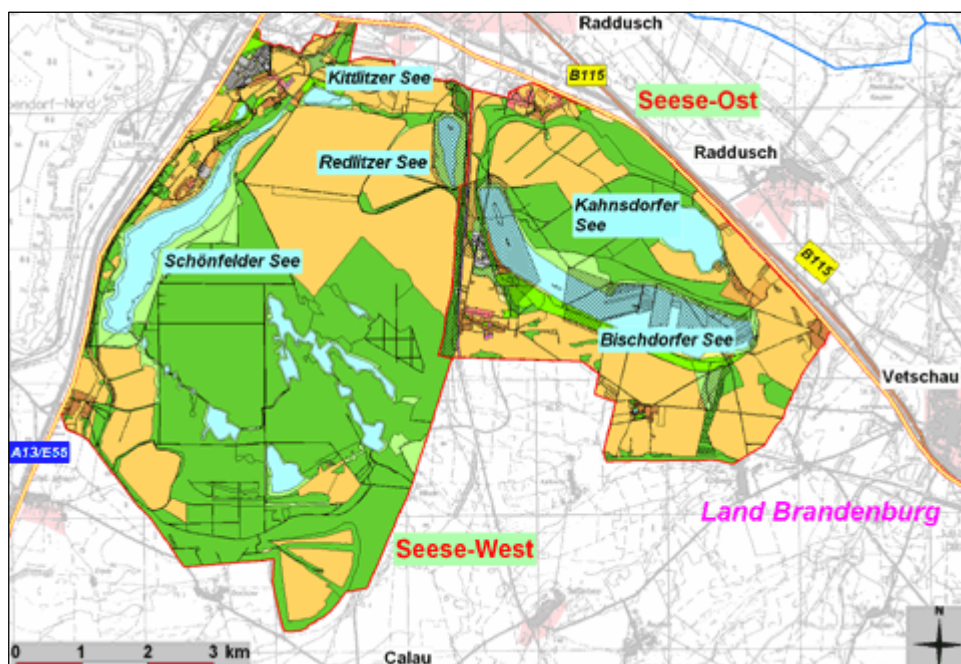 Raddusch
Kittlitzer See
B115
Seese-Ost
Redlitzer See
Raddusch
Kahnsdorfer
See
B115
Schönfelder See
Bischdorfer See
Vetschau
A13/E55
Land Brandenburg
Seese-West
N
0 1 2 3 km
Calau